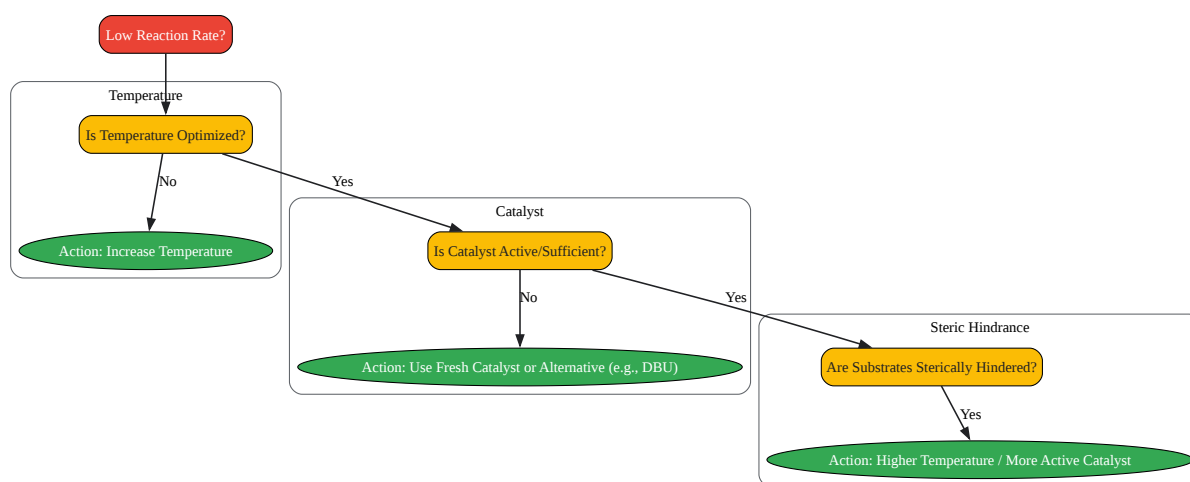 Low Reaction Rate?
Temperature
Is Temperature Optimized?
No
Yes
Action: Increase Temperature
Catalyst
Is Catalyst Active/Sufficient?
No
Yes
Action: Use Fresh Catalyst or Alternative (e.g., DBU)
Steric Hindrance
Are Substrates Sterically Hindered?
Yes
Action: Higher Temperature / More Active Catalyst